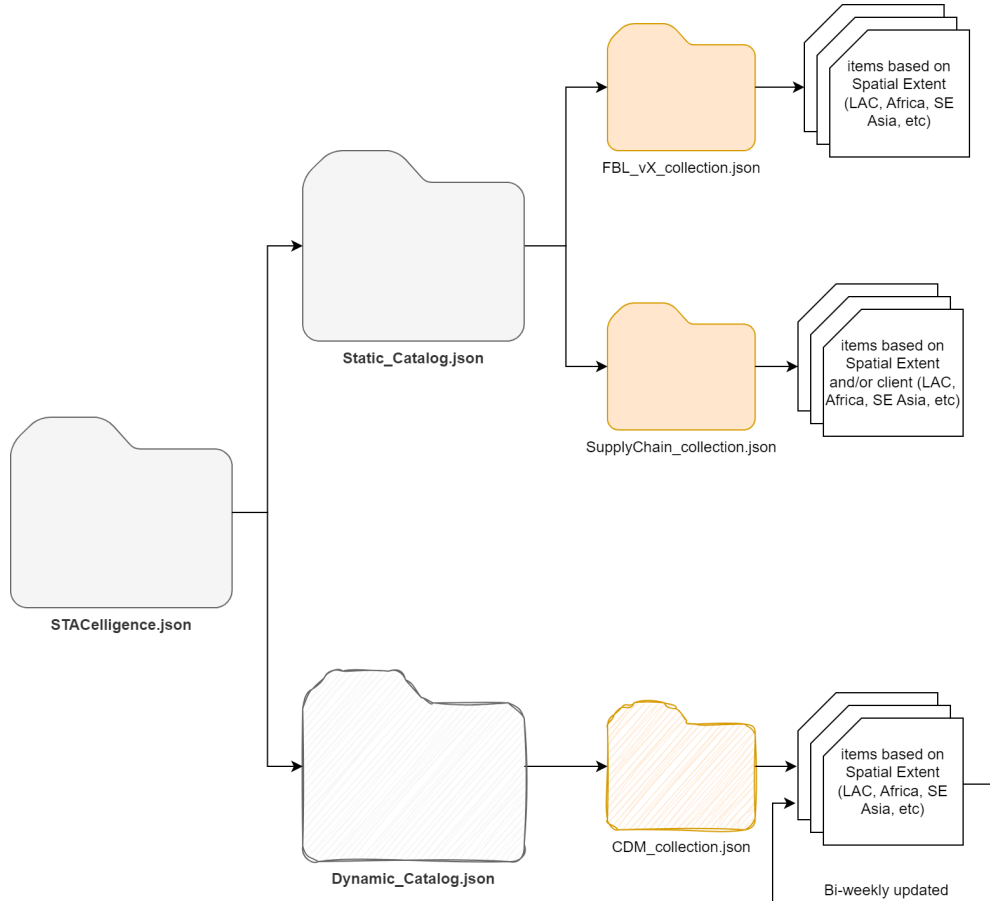 items based on
Spatial Extent
(LAC, Africa, SE
Asia, etc)
FBL_vX_collection.json
Static_Catalog.json
items based on
Spatial Extent
and/or client (LAC,
Africa, SE Asia, etc)
SupplyChain_collection.json
STACelligence.json
items based on
Spatial Extent
(LAC, Africa, SE
Asia, etc)
CDM_collection.json
Dynamic_Catalog.json
Bi-weekly updated